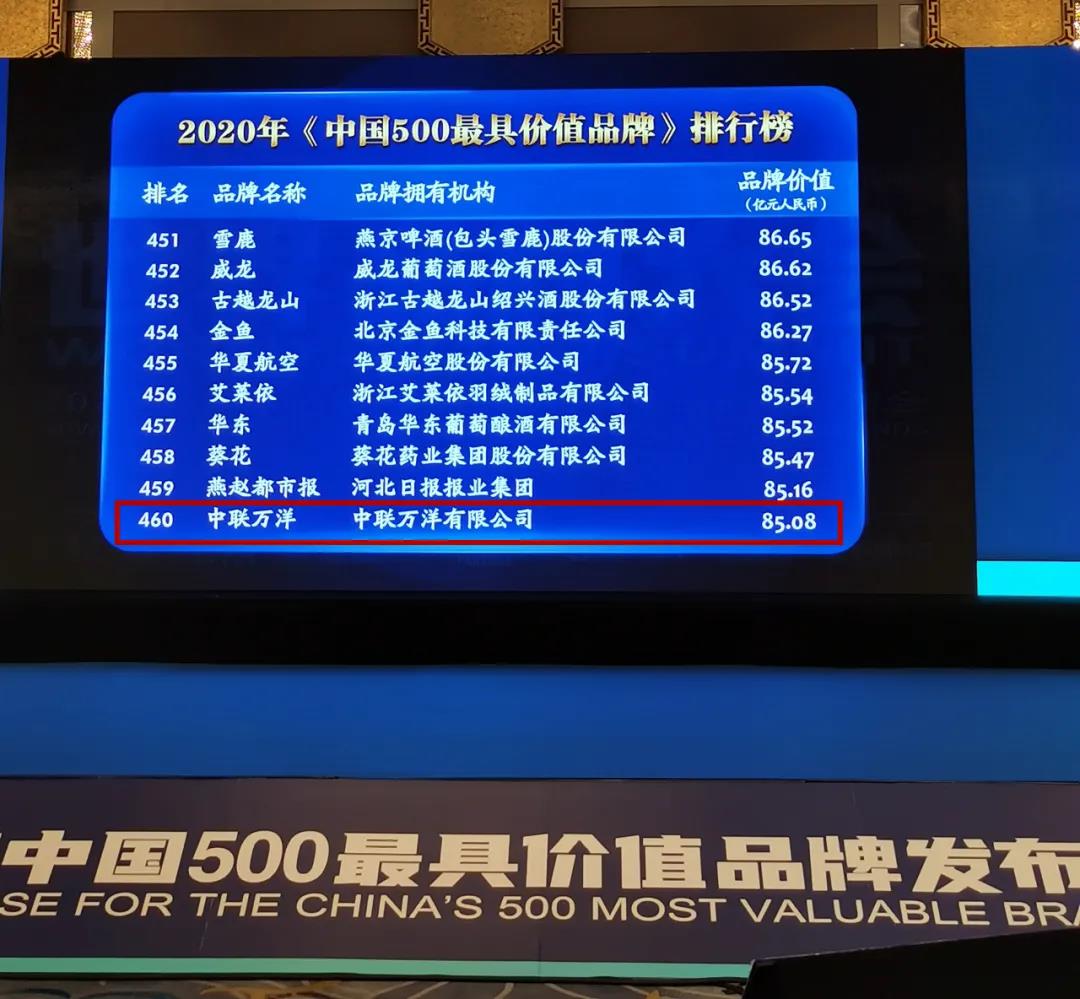 2020年《中国500最具价值品牌》排行榜
排名 品牌名称 品牌拥有机构 品牌价值
(亿元人民币)
451 雪鹿 燕京啤酒(包头雪鹿)股份有限公司 86.65
452 威龙 威龙葡萄酒股份有限公司 86.62
453 古越龙山 浙江古越龙山绍兴酒股份有限公司 86.52
454 金鱼 北京金鱼科技有限责任公司 86.27
455 华夏航空 华夏航空股份有限公司 85.72
456 艾莱依 浙江艾莱依羽绒制品有限公司 85.54
457 华东 青岛华东葡萄酿酒有限公司 85.52
458 葵花 葵花药业集团股份有限公司 85.47
459 燕赵都市报 河北日报报业集团 85.16
460 中联万洋 中联万洋有限公司 85.08
中国500最具价值品牌发布
SE FOR THE CHINA'S 500 MOST VALUABLE BRA